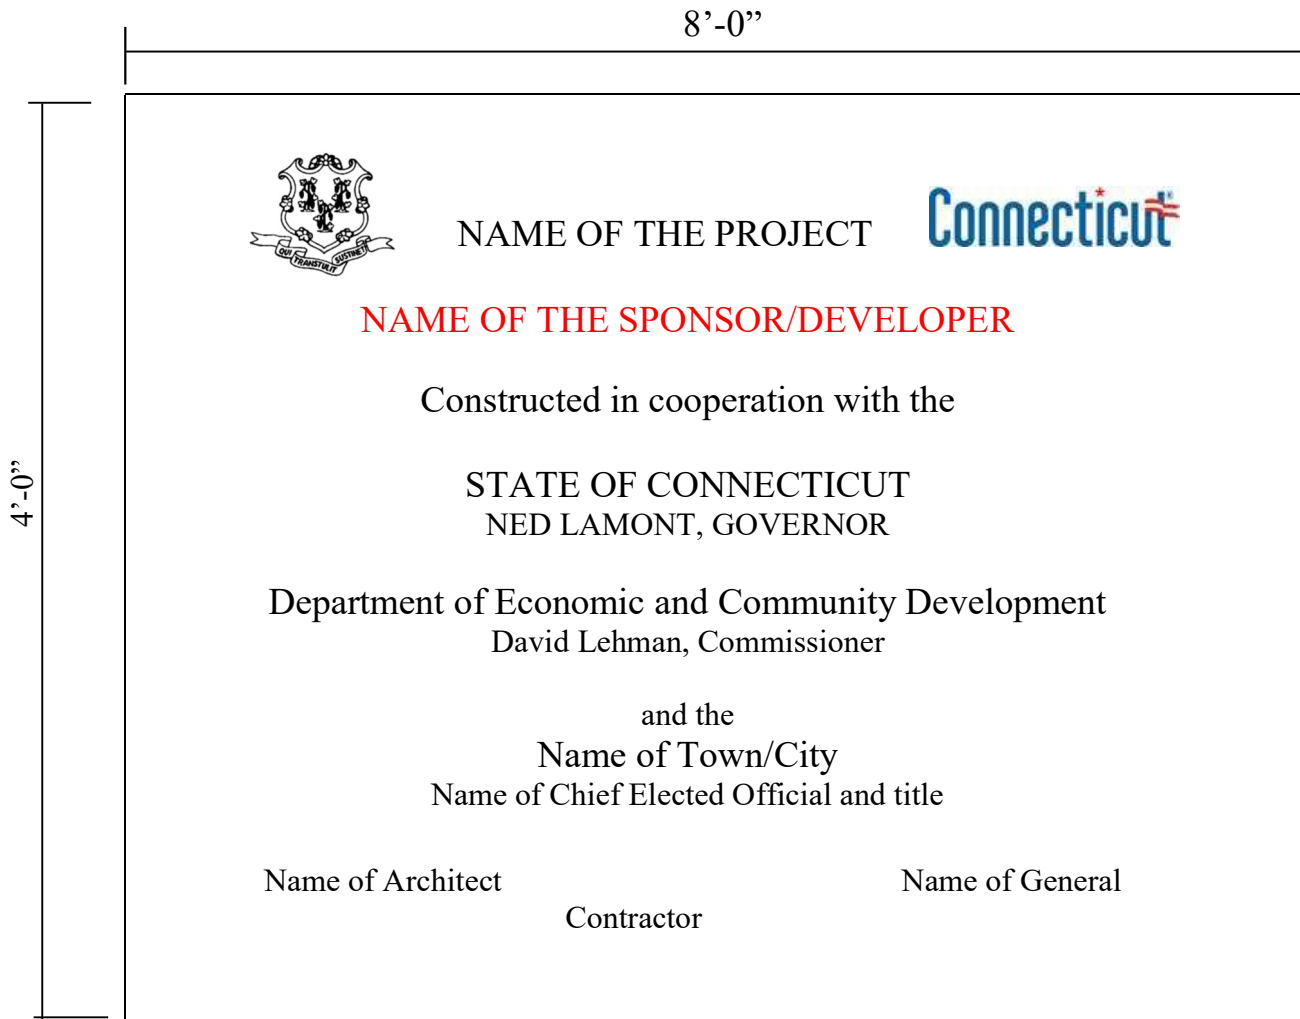 8’-0”
QUI TRANSTULIT SUSTINET
NAME OF THE PROJECT
Connecticut
NAME OF THE SPONSOR/DEVELOPER
Constructed in cooperation with the
4’-0”
STATE OF CONNECTICUT
NED LAMONT, GOVERNOR
Department of Economic and Community Development
David Lehman, Commissioner
and the
Name of Town/City
Name of Chief Elected Official and title
Name of Architect Name of General
Contractor